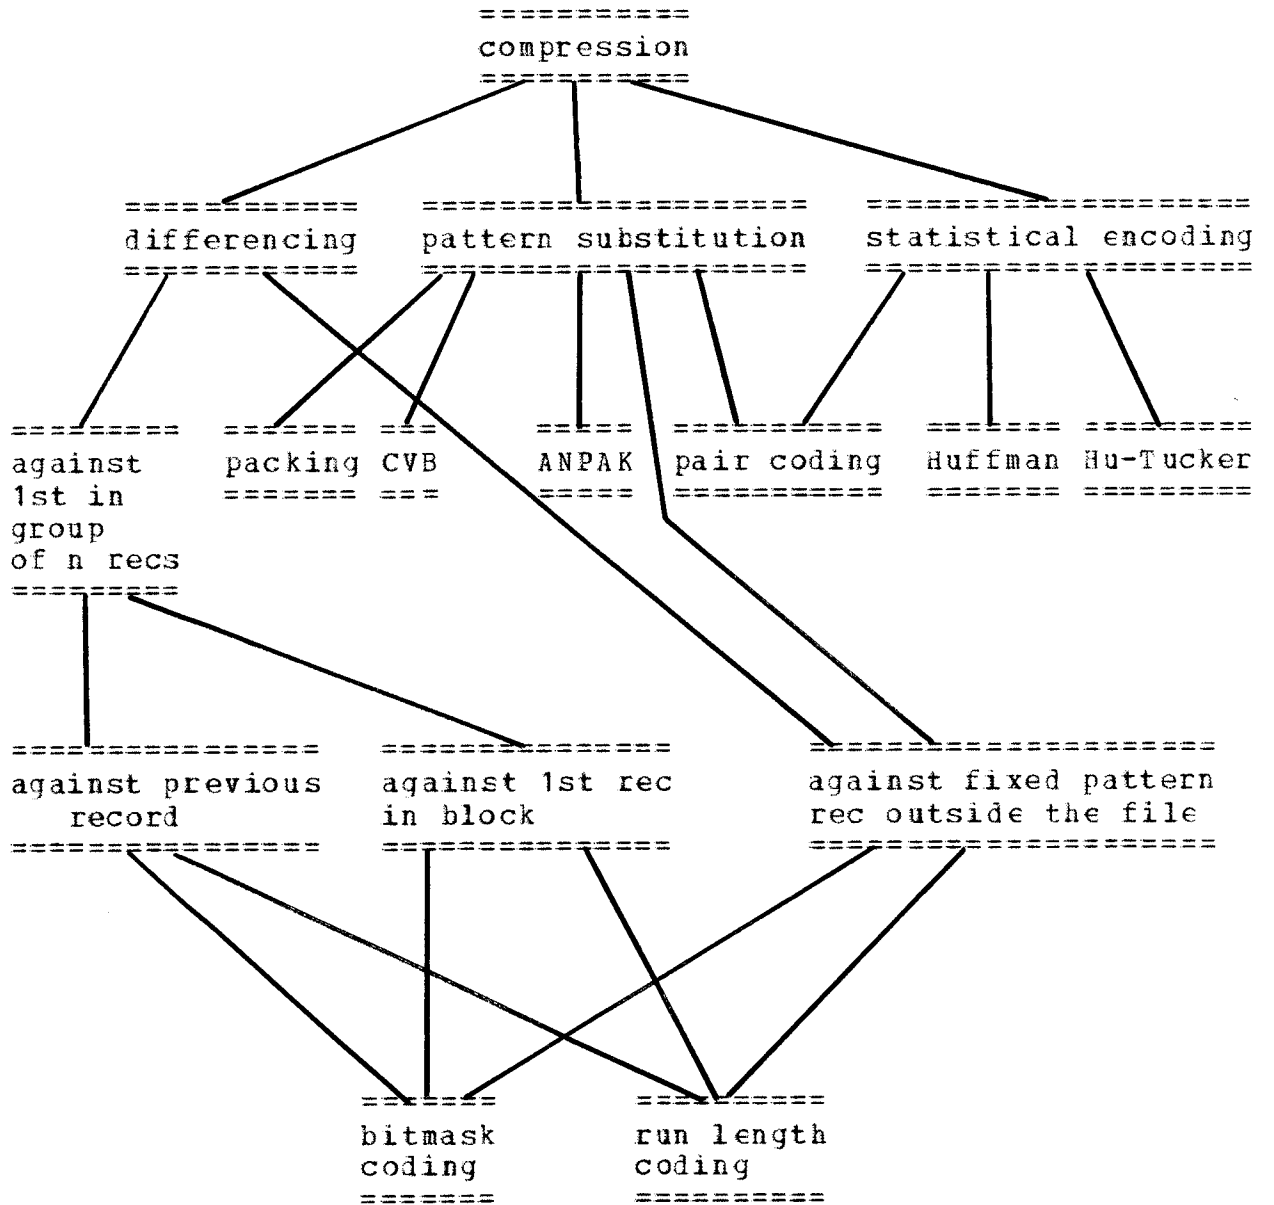 compression
differencing
pattern substitution
statistical encoding
against
1st in
group
of n recs
packing
CVB
ANPAK
pair coding
Huffman
Hu-Tucker
against previous
record
against 1st rec
in block
against fixed pattern
rec outside the file
bitmask
coding
run length
coding